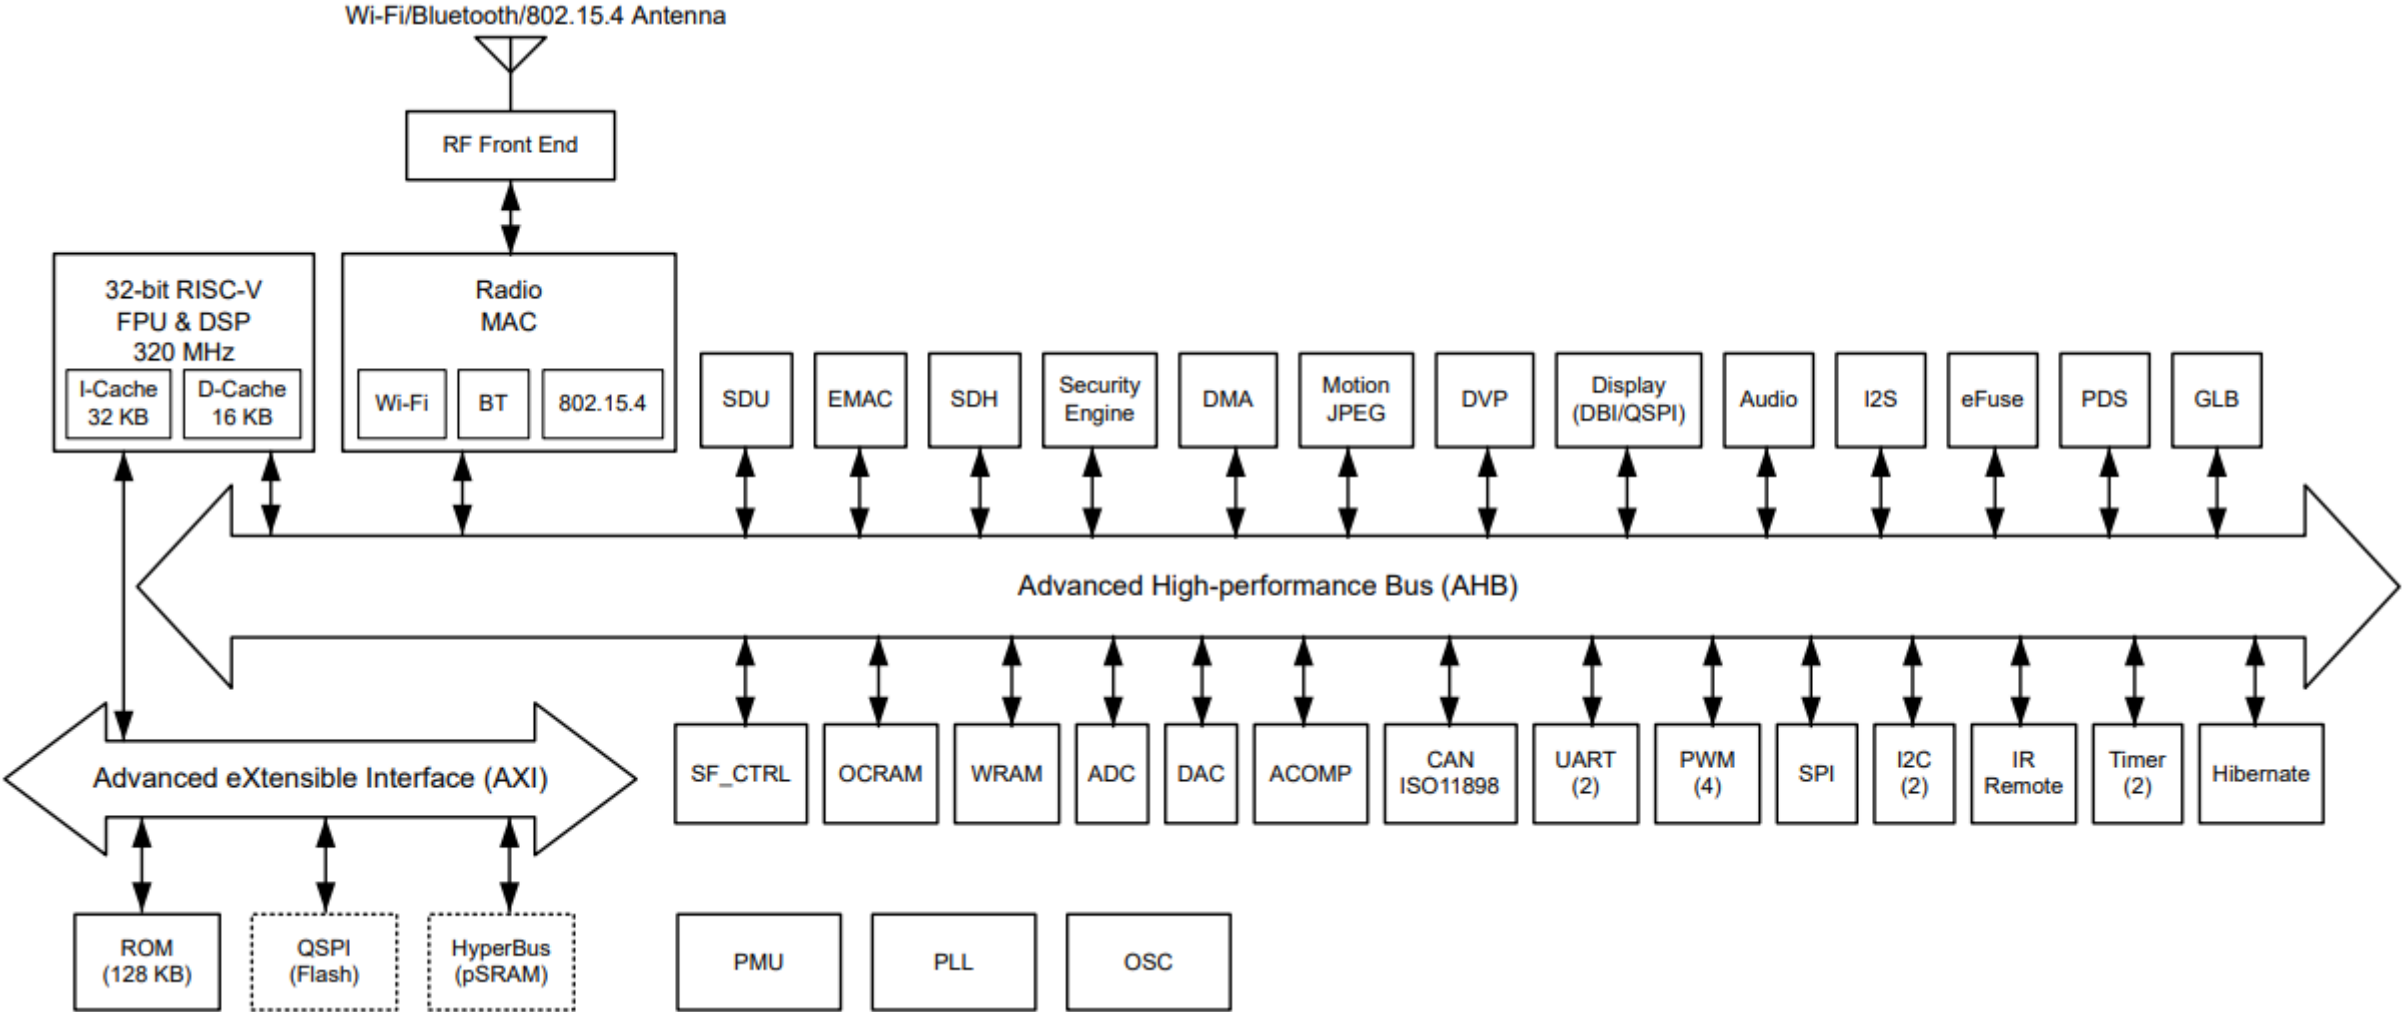 Wi-Fi/Bluetooth/802.15.4 Antenna
RF Front End
32-bit RISC-V
FPU & DSP
320 MHz
I-Cache
32 KB
D-Cache
16 KB
Radio
MAC
Wi-Fi
BT
802.15.4
SDU
EMAC
SDH
Security
Engine
DMA
Motion
JPEG
DVP
Display
(DBI/QSPI)
Audio
I2S
eFuse
PDS
GLB
Advanced High-performance Bus (AHB)
Advanced eXtensible Interface (AXI)
SF_CTRL
OCRAM
WRAM
ADC
DAC
ACOMP
CAN
ISO11898
UART
(2)
PWM
(4)
SPI
I2C
(2)
IR
Remote
Timer
(2)
Hibernate
ROM
(128 KB)
QSPI
(Flash)
HyperBus
(pSRAM)
PMU
PLL
OSC